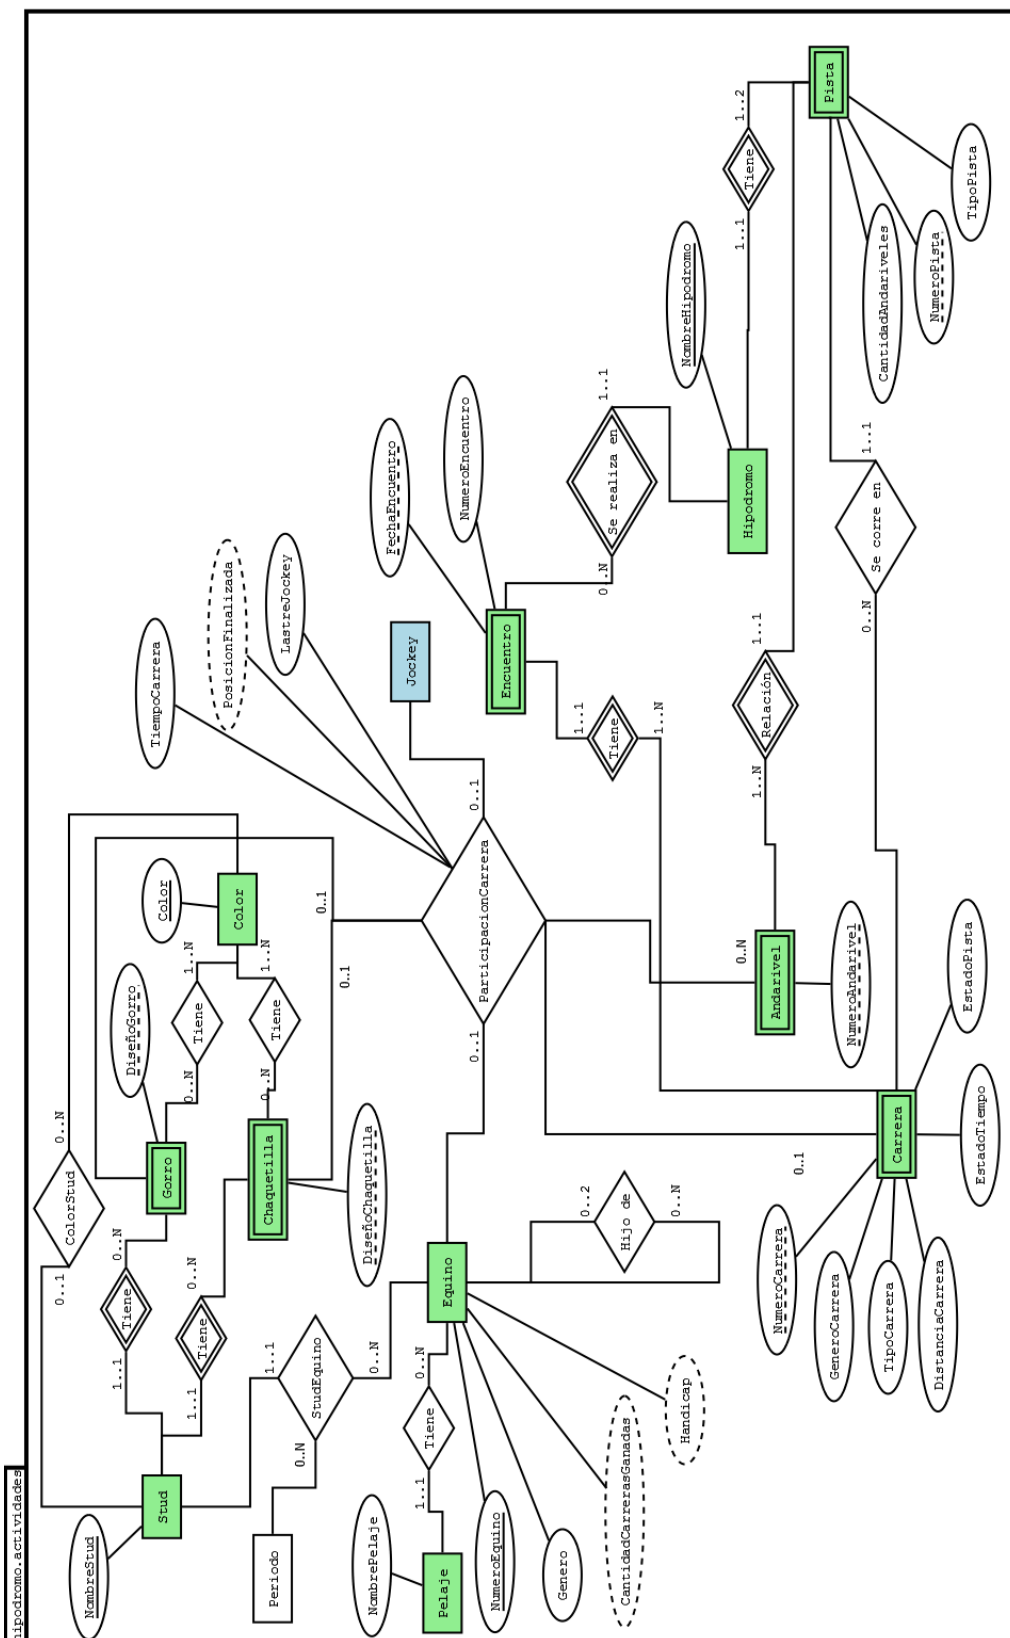 hipodromo.actividades
NombreStud
0..1
ColorStud
0..N
Stud
1..1
Tiene
0..N
DiseñoGorro
Gorro
Color
TiempoCarrera
1..1
Tiene
0..N
0..N
Tiene
1..N
Color
PosicionFinalizada
Periodo
1..1
StudEquino
0..N
0..N
Chaquetilla
0..N
Tiene
1..N
LastreJockey
DiseñoChaquetilla
0..1
0..1
NombrePelaje
1..1
Tiene
0..N
Jockey
FechaEncuentro
Pelaje
Equino
0..1
ParticipacionCarrera
0..1
NumeroEncuentro
NumeroEquino
Encuentro
Genero
0..2
Hijo de
0..N
1..1
Tiene
1..N
0..N
Se realiza en
1..1
CantidadCarrerasGanadas
Handicap
NombreHipodromo
0..N
Hipodromo
1..1
Tiene
1..2
1..N
Relación
1..1
Andarivel
NumeroAndarivel
Pista
NumeroCarrera
0..1
0..N
Se corre en
1..1
CantidadAndariveles
GeneroCarrera
Carrera
NumeroPista
TipoCarrera
TipoPista
DistanciaCarrera
EstadoTiempo
EstadoPista